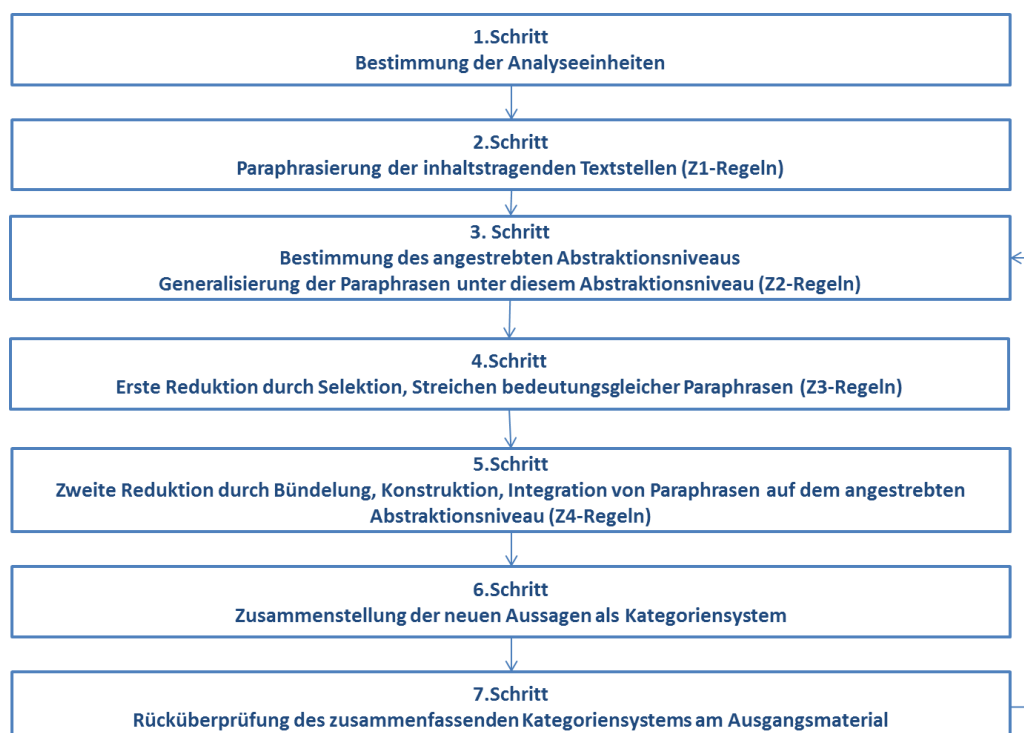 1.Schritt
Bestimmung der Analyseeinheiten
2.Schritt
Paraphrasierung der inhaltstragenden Textstellen (Z1-Regeln)
3. Schritt
Bestimmung des angestrebten Abstraktionsniveaus
Generalisierung der Paraphrasen unter diesem Abstraktionsniveau (Z2-Regeln)
4.Schritt
Erste Reduktion durch Selektion, Streichen bedeutungsgleicher Paraphrasen (Z3-Regeln)
5.Schritt
Zweite Reduktion durch Bündelung, Konstruktion, Integration von Paraphrasen auf dem angestrebten
Abstraktionsniveau (Z4-Regeln)
6.Schritt
Zusammenstellung der neuen Aussagen als Kategoriensystem
7.Schritt
Rücküberprüfung des zusammenfassenden Kategoriensystems am Ausgangsmaterial